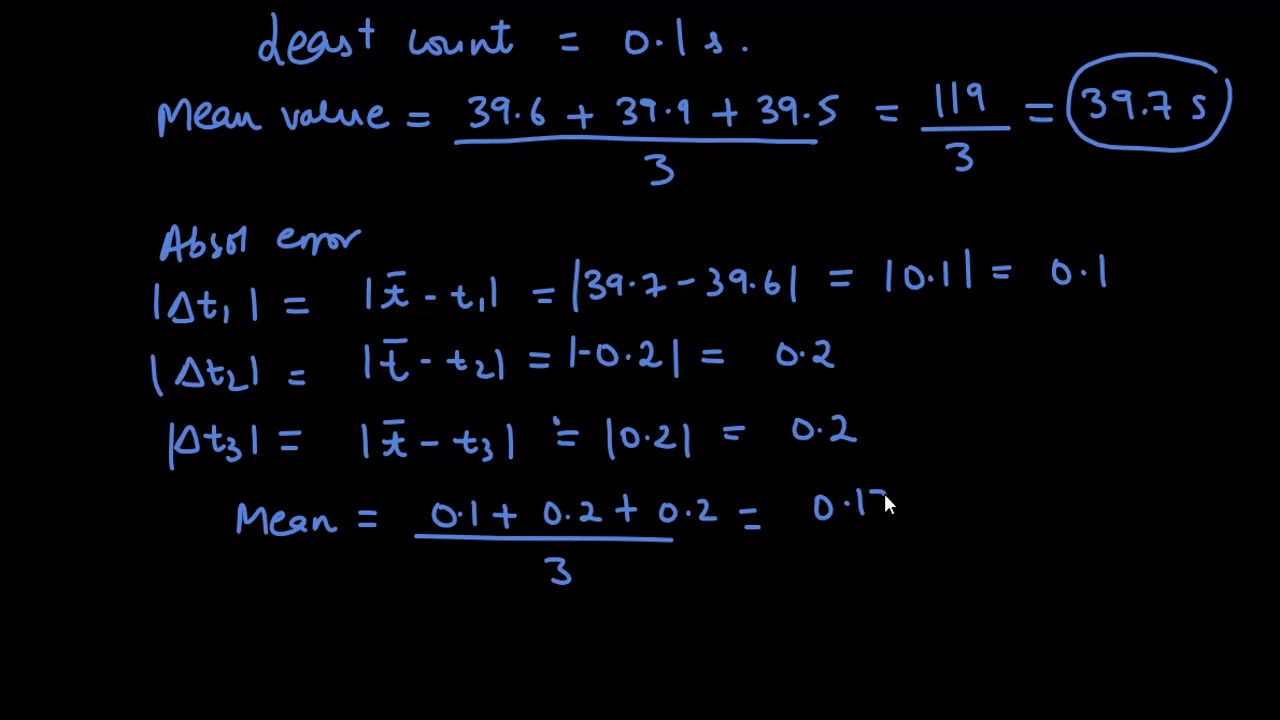 Least count = 0.1 s.
Mean value = 39.6 + 39.9 + 39.5 / 3 = 119 / 3 = 39.7 s
Absol error
|Δt₁| = |t̄ - t₁| = |39.7 - 39.6| = |0.1| = 0.1
|Δt₂| = |t̄ - t₂| = |-0.2| = 0.2
|Δt₃| = |t̄ - t₃| = |0.2| = 0.2
Mean = 0.1 + 0.2 + 0.2 / 3 = 0.17